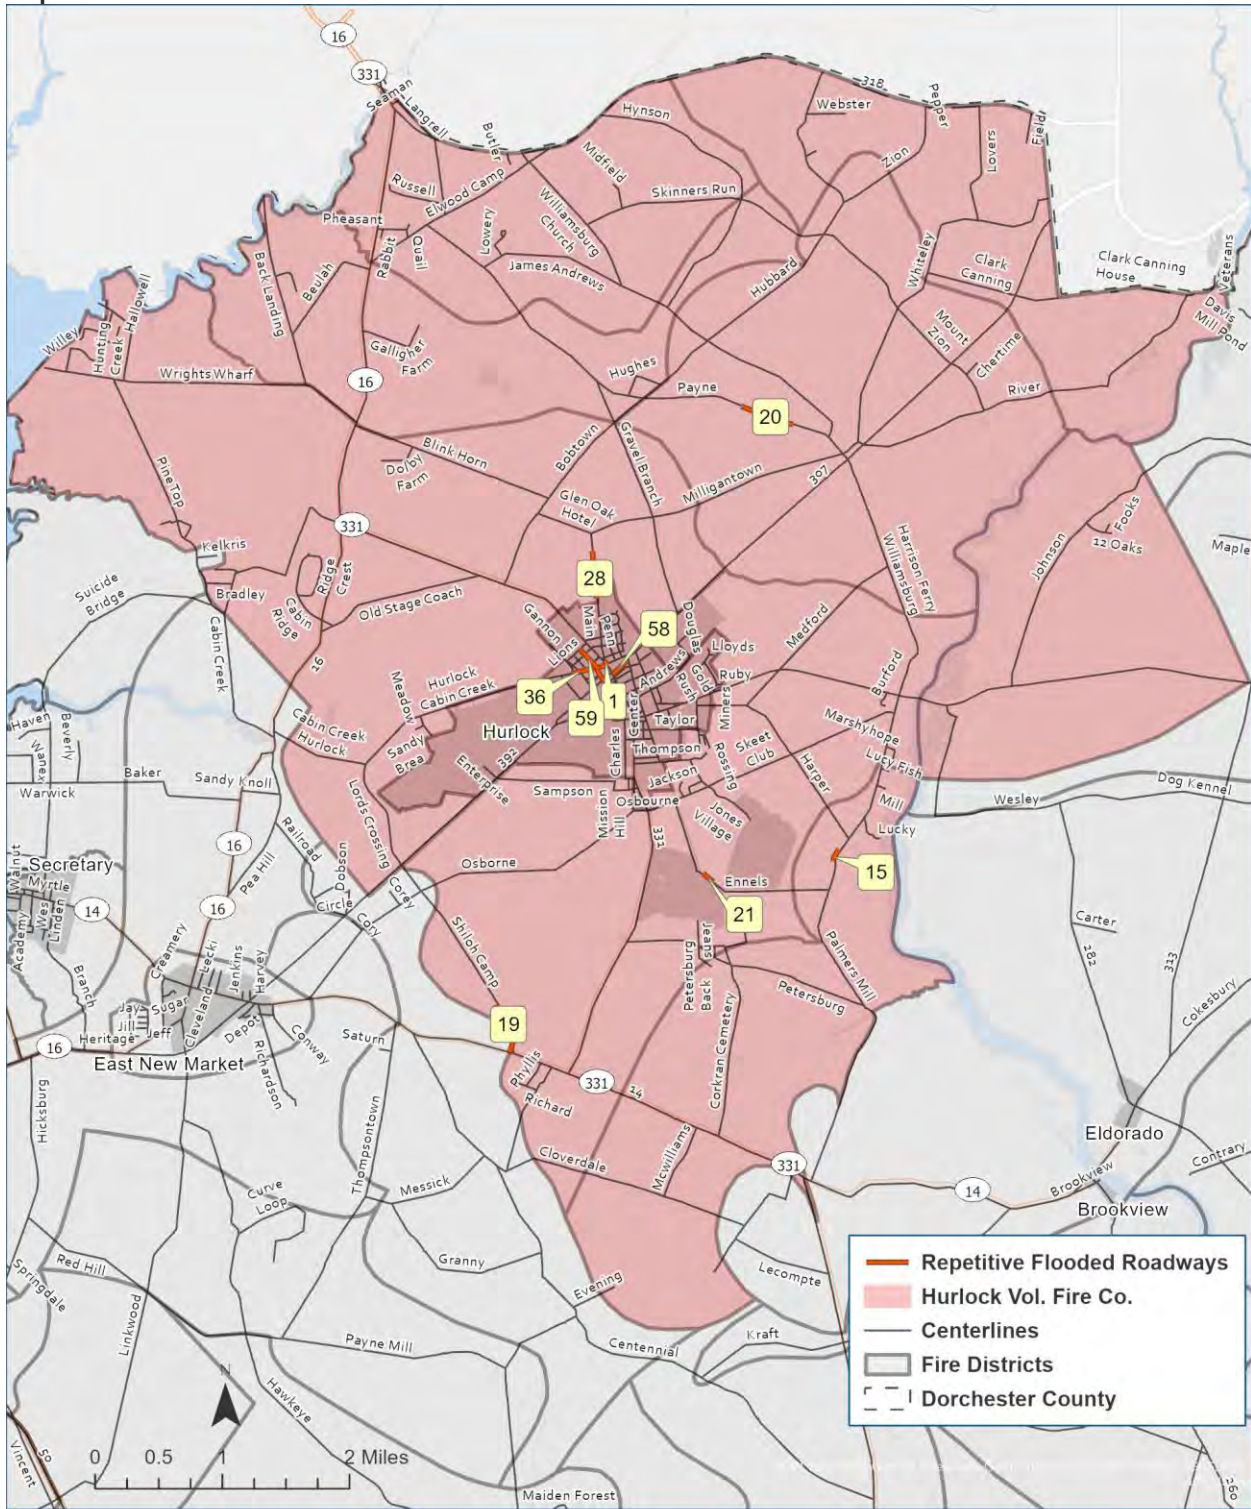 16
331
Seaman
Langrell
318
Hynson
Webster
Pepper
Butler
Midfield
Zion
Lovers
Field
Russell
Elwood Camp
Williamsburg
Church
Skinners Run
Pheasant
Rabbit
Quail
Lowery
James Andrews
Hubbard
Whiteley
Clark
Canning
Clark Canning
House
Veterans
Back Landing
Beulah
Davis
Mill Pond
Willey
Hunting
Creek
Hallowell
Galligher
Farm
Mount
Zion
Chertime
Wrights Wharf
16
Hughes
Payne
20
River
Pine Top
Blink Horn
Dolby
Farm
Bobtown
Gravel Branch
Milligantown
307
Glen Oak
Hotel
331
Kelkris
Ridge
Crest
Harrison Ferry
Williamsburg
Johnson
Fooks
12 Oaks
Maple
Suicide
Bridge
Bradley
Cabin
Ridge
Old Stage Coach
28
Gannon
Lions
Main
Penn
58
Douglas
Lloyds
Medford
Cabin Creek
16
Andrews
Gold
Rush
Ruby
Miners
Burford
Meadow
Hurlock
Cabin Creek
36
59
1
Center
Haven
Beverly
Wanex
Cabin Creek
Hurlock
Sandy
Brea
Hurlock
392
Charles
Taylor
Thompson
Rossing
Skeet
Club
Marshyhope
Lucy Fish
Harper
Baker
Sandy Knoll
Warwick
Enterprise
Sampson
Jackson
Osbourne
Mission
Hill
Jones
Village
Mill
Lucky
Wesley
Dog Kennel
Lords Crossing
Railroad
16
Pea Hill
331
Walnut
Secretary
Myrtle
Wes
Linden
Academy
14
16
Dobson
Circle
Corey
Cory
Osborne
Ennels
15
21
Carter
282
313
Creamery
Lecki
Jenkins
Harvey
Branch
Shiloh Camp
Petersburg
Back
Jeans
Palmers Mill
Petersburg
Cokesbury
Jay
Sugar
Jill
Jeff
Heritage
Cleveland
Depot
Conway
Richardson
Saturn
19
Corkran Cemetery
16
East New Market
Phyllis
Richard
331
14
Hicksburg
Thompsontown
Mcwilliams
Eldorado
Cloverdale
331
Contrary
Messick
Curve
Loop
14
Brookview
Brookview
Granny
Lecompte
Red Hill
Springdale
Linkwood
Evening
Payne Mill
Centennial
Kraft
Hawkeye
Vincent
50
Maiden Forest
260
N
0 0.5 1 2 Miles
Repetitive Flooded Roadways
Hurlock Vol. Fire Co.
Centerlines
Fire Districts
Dorchester County